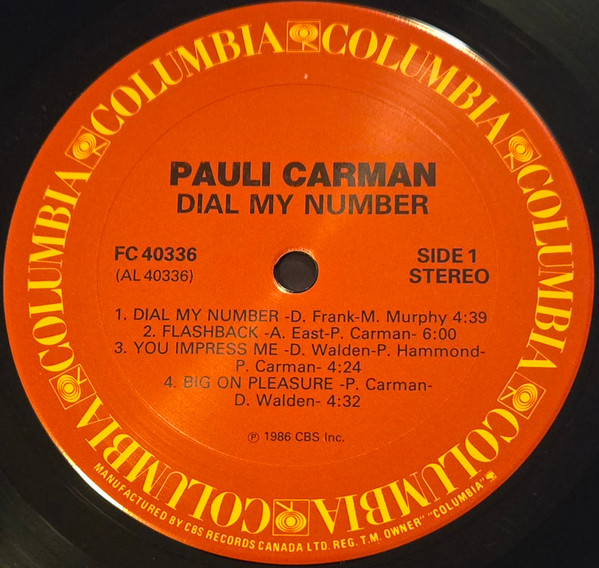 COLUMBIA COLUMBIA COLUMBIA COLUMBIA COLUMBIA COLUMBIA COLUMBIA COLUMBIA
PAULI CARMAN
DIAL MY NUMBER
FC 40336
(AL 40336)
SIDE 1
STEREO
1. DIAL MY NUMBER -D. Frank-M. Murphy 4:39
2. FLASHBACK -A. East-P. Carman- 6:00
3. YOU IMPRESS ME -D. Walden-P. Hammond-
P. Carman- 4:24
4. BIG ON PLEASURE -P. Carman-
D. Walden- 4:32
℗ 1986 CBS Inc.
MANUFACTURED BY CBS RECORDS CANADA LTD. REG. T.M. OWNER" "COLUMBIA"